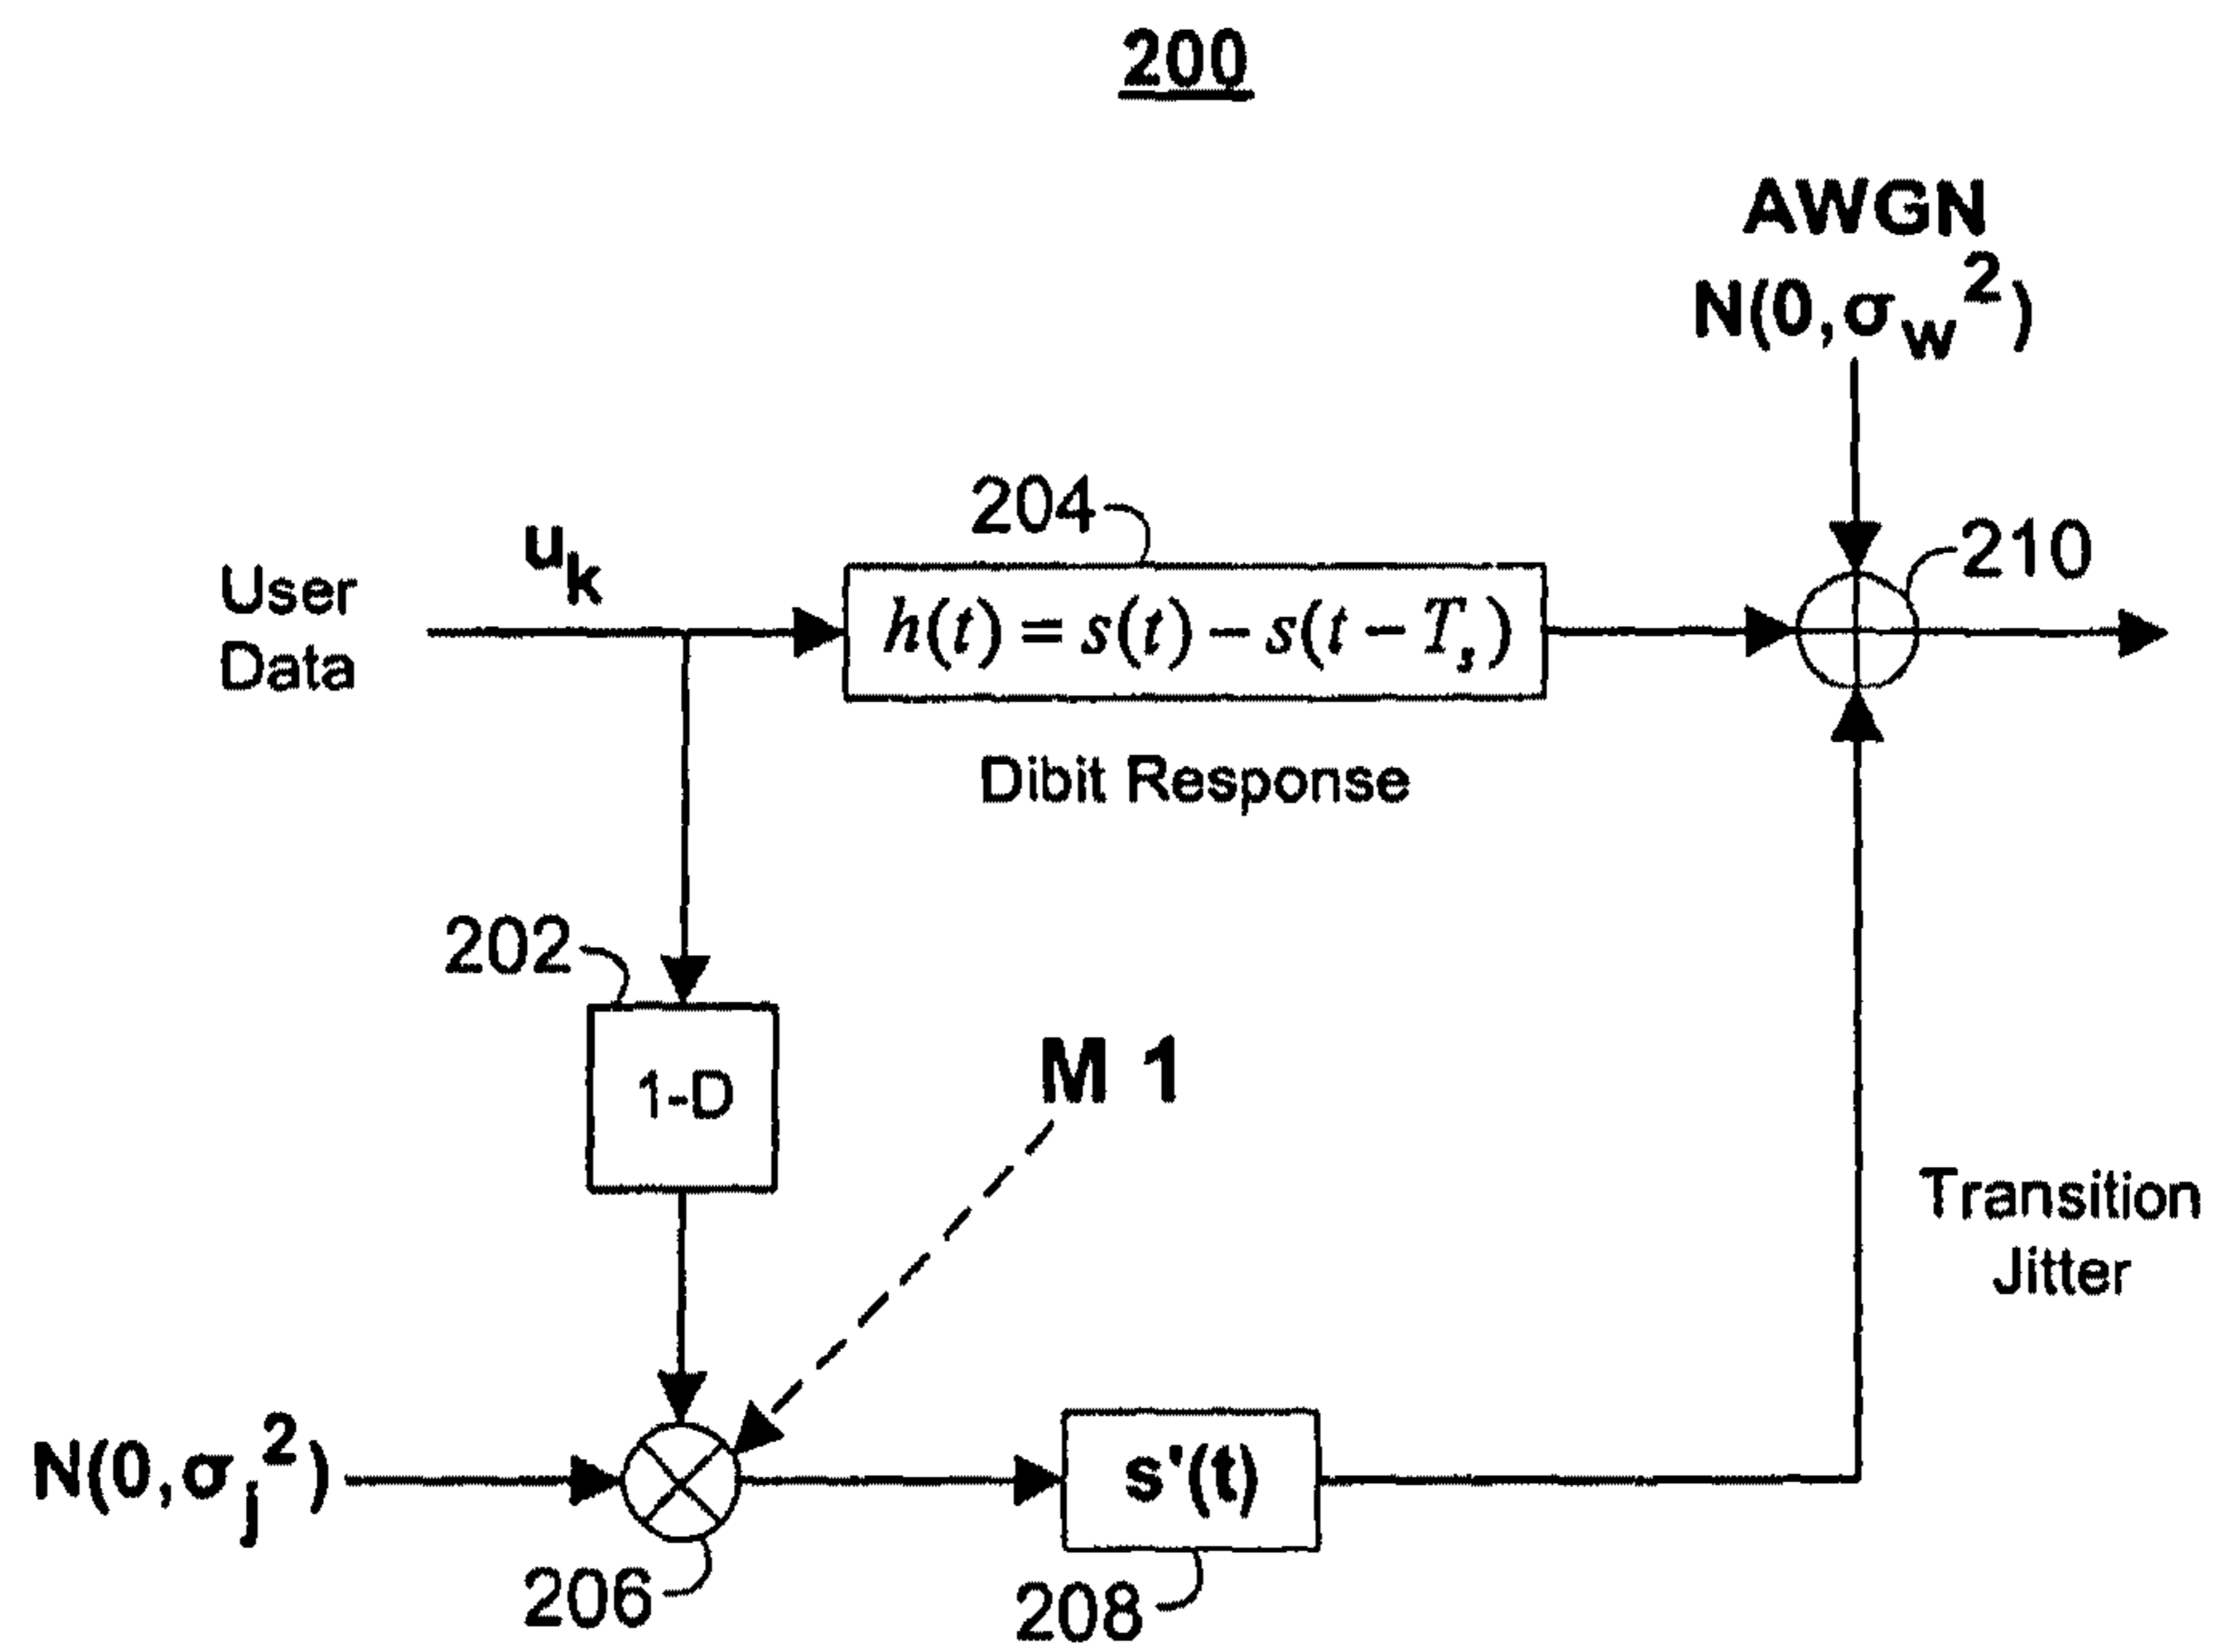 200
AWGN
N(0,σw²)
204
210
uk
User
Data
h(t) = s(t) – s(t – Ts)
Dibit Response
202
1-D
M 1
Transition
Jitter
N(0,σj²)
s'(t)
206
208